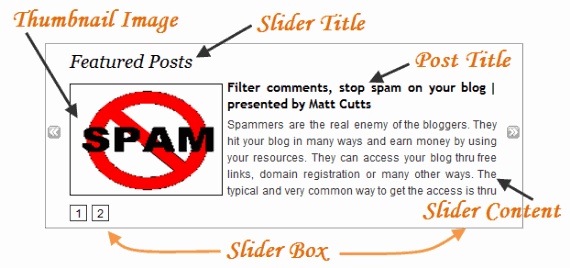 Thumbnail Image
Slider Title
Featured Posts
Post Title
SPAM
Filter comments, stop spam on your blog |
presented by Matt Cutts
Spammers are the real enemy of the bloggers. They
hit your blog in many ways and earn money by using
your resources. They can access your blog thru free
links, domain registration or many other ways. The
typical and very common way to get the access is thru
1 2
Slider Content
Slider Box